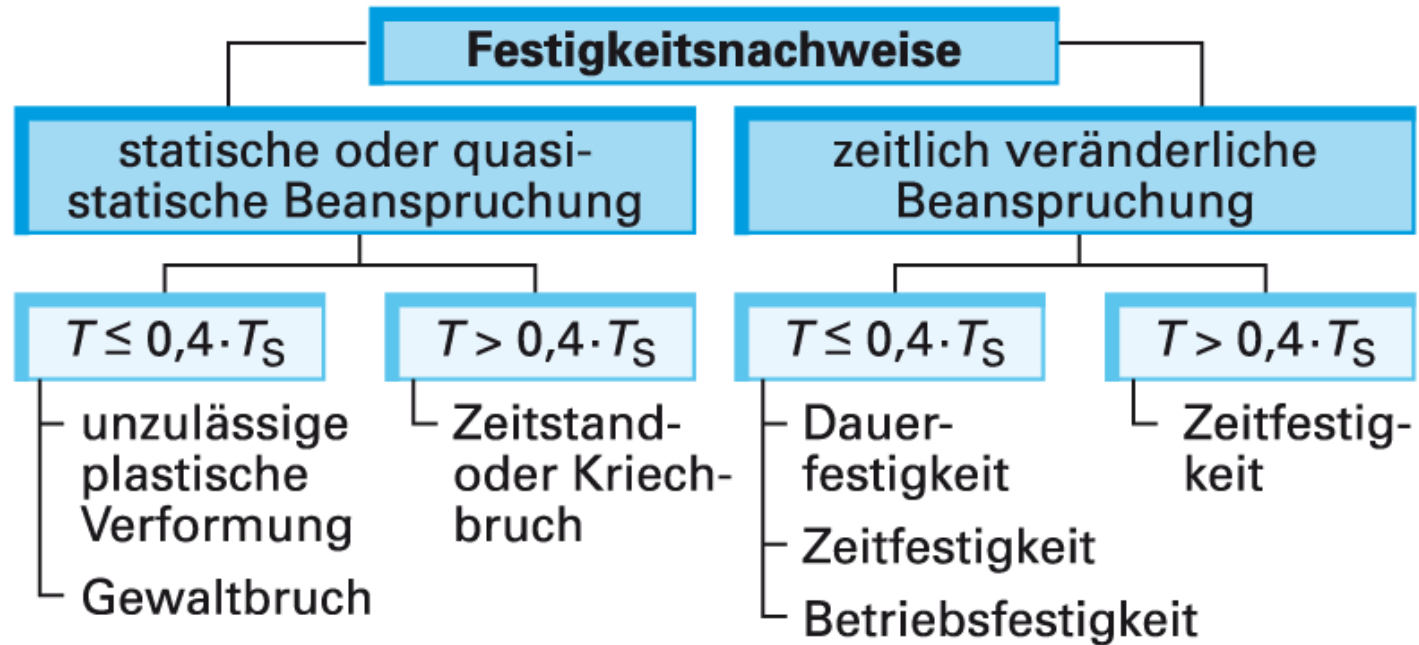 Festigkeitsnachweise
statische oder quasi-
statische Beanspruchung
zeitlich veränderliche
Beanspruchung
T ≤ 0,4·TS
T > 0,4·TS
T ≤ 0,4·TS
T > 0,4·TS
unzulässige
plastische
Verformung
Gewaltbruch
Zeitstand-
oder Kriech-
bruch
Dauer-
festigkeit
Zeitfestigkeit
Betriebsfestigkeit
Zeitfestig-
keit